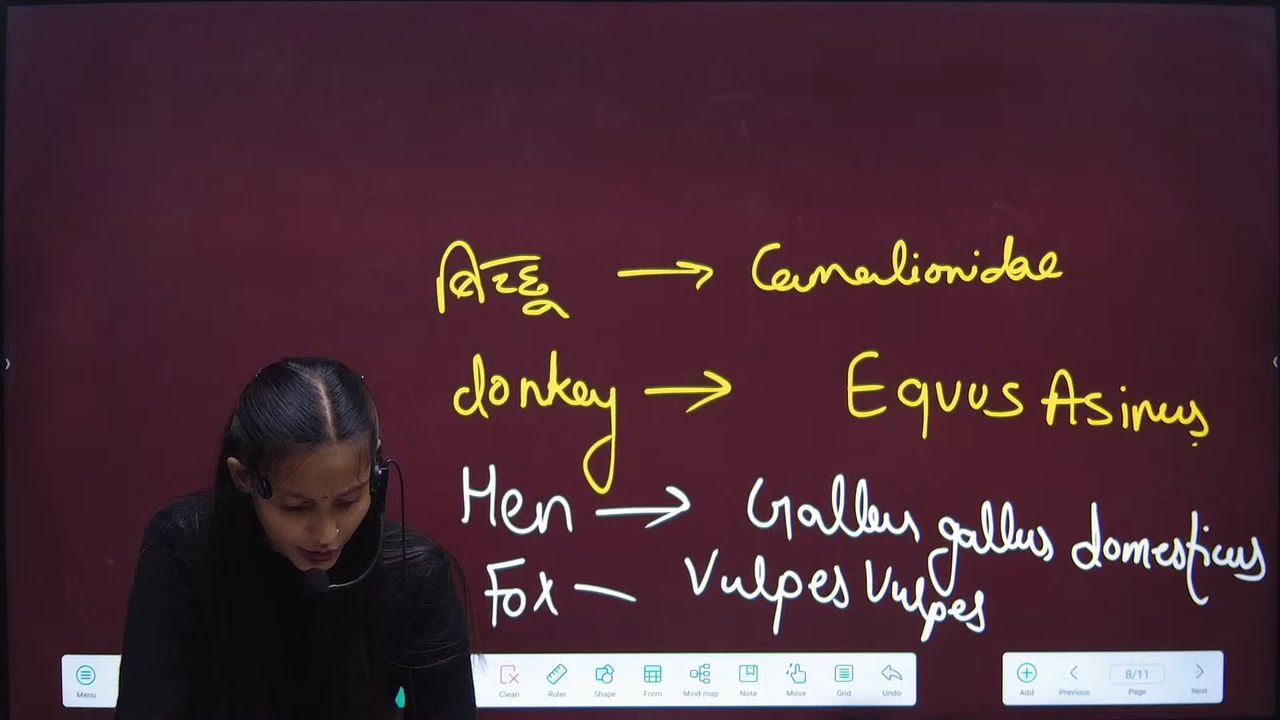 → Camelionidae
donkey → Equus Asinus
Hen → Gallus gallus domesticus
Fox – Vulpes Vulpes
Menu Clean Ruler Shape Form Mind map Note Move Grid Undo Add Previous 8/11 Page Next